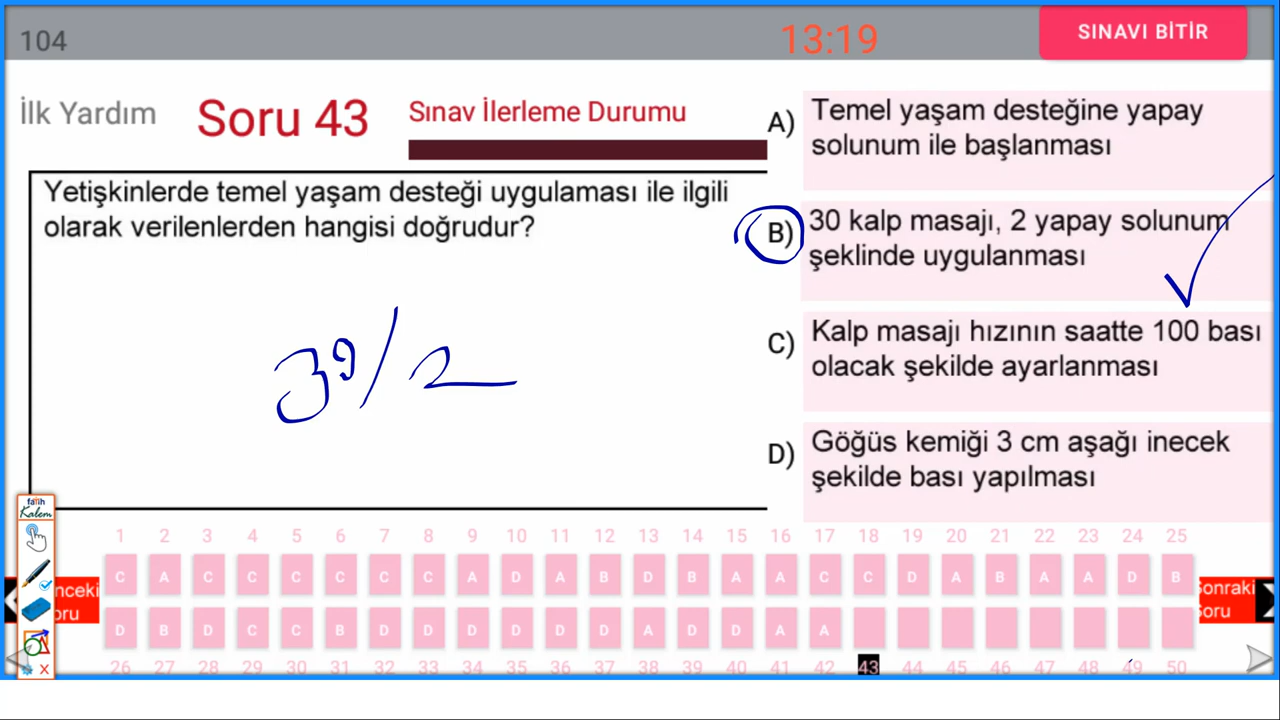 104
13:19
SINAVI BİTİR
İlk Yardım
Soru 43
Sınav İlerleme Durumu
Yetişkinlerde temel yaşam desteği uygulaması ile ilgili
olarak verilenlerden hangisi doğrudur?
30/2
A) Temel yaşam desteğine yapay
solunum ile başlanması
B) 30 kalp masajı, 2 yapay solunum
şeklinde uygulanması
C) Kalp masajı hızının saatte 100 bası
olacak şekilde ayarlanması
D) Göğüs kemiği 3 cm aşağı inecek
şekilde bası yapılması
fatih
Kalem
1 2 3 4 5 6 7 8 9 10 11 12 13 14 15 16 17 18 19 20 21 22 23 24 25
C A C C C C C C A D A B D B A A C C D A B A A D B
D B D C C B D D D D D D A D D A A
26 27 28 29 30 31 32 33 34 35 36 37 38 39 40 41 42 43 44 45 46 47 48 49 50
nceki
oru
Sonraki
Soru